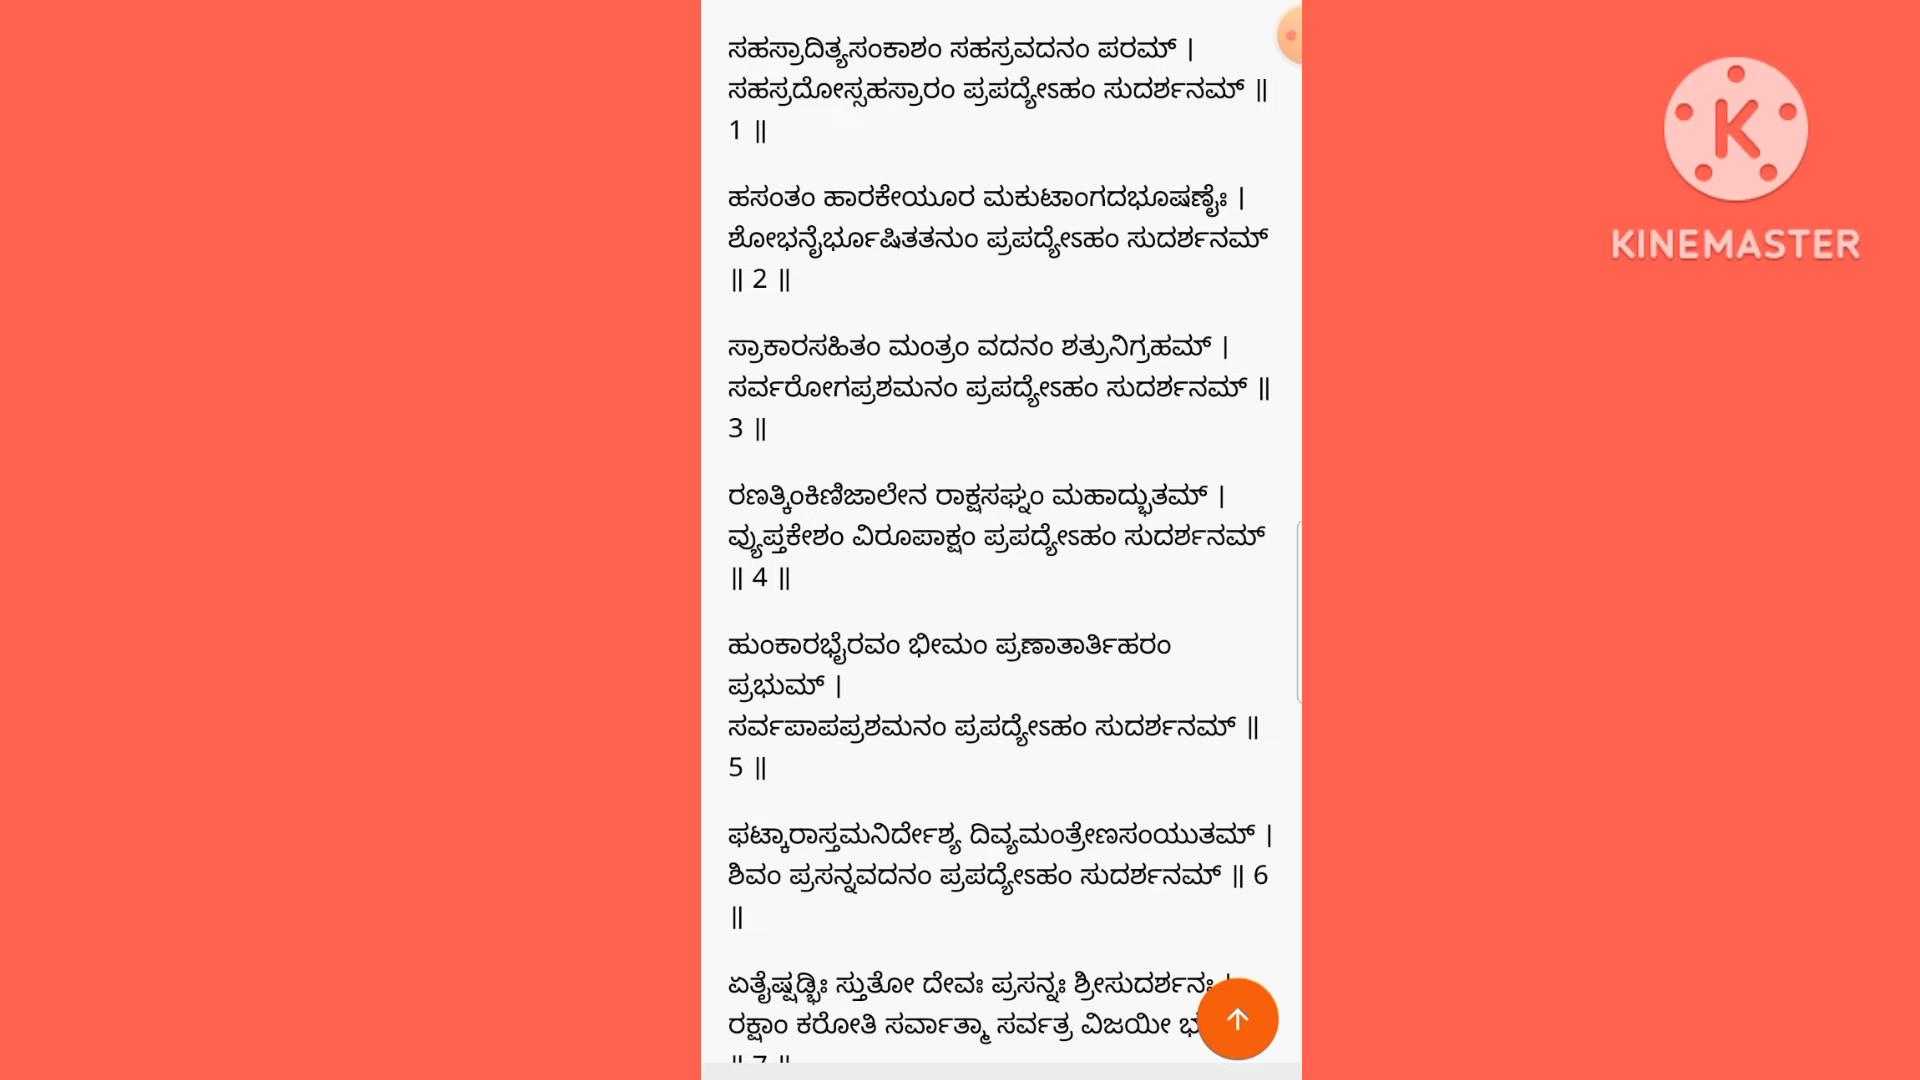 ಸಹಸ್ರಾದಿತ್ಯಸಂಕಾಶಂ ಸಹಸ್ರವದನಂ ಪರಮ್ |
ಸಹಸ್ರದೋಸ್ಸಹಸ್ರಾರಂ ಪ್ರಪದ್ಯೇಽಹಂ ಸುದರ್ಶನಮ್ ||
1 ||
ಹಸಂತಂ ಹಾರಕೇಯೂರ ಮಕುಟಾಂಗದಭೂಷಣೈಃ |
ಶೋಭನೈರ್ಭೂಷಿತತನುಂ ಪ್ರಪದ್ಯೇಽಹಂ ಸುದರ್ಶನಮ್
|| 2 ||
ಸ್ರಾಕಾರಸಹಿತಂ ಮಂತ್ರಂ ವದನಂ ಶತ್ರುನಿಗ್ರಹಮ್ |
ಸರ್ವರೋಗಪ್ರಶಮನಂ ಪ್ರಪದ್ಯೇಽಹಂ ಸುದರ್ಶನಮ್ ||
3 ||
ರಣತ್ಕಿಂಕಿಣಿಜಾಲೇನ ರಾಕ್ಷಸಘ್ನಂ ಮಹಾದ್ಭುತಮ್ |
ವ್ಯುಪ್ತಕೇಶಂ ವಿರೂಪಾಕ್ಷಂ ಪ್ರಪದ್ಯೇಽಹಂ ಸುದರ್ಶನಮ್
|| 4 ||
ಹುಂಕಾರಭೈರವಂ ಭೀಮಂ ಪ್ರಣಾತಾರ್ತಿಹರಂ
ಪ್ರಭುಮ್ |
ಸರ್ವಪಾಪಪ್ರಶಮನಂ ಪ್ರಪದ್ಯೇಽಹಂ ಸುದರ್ಶನಮ್ ||
5 ||
ಫಟ್ಕಾರಾಸ್ತಮನಿರ್ದೇಶ್ಯ ದಿವ್ಯಮಂತ್ರೇಣಸಂಯುತಮ್ |
ಶಿವಂ ಪ್ರಸನ್ನವದನಂ ಪ್ರಪದ್ಯೇಽಹಂ ಸುದರ್ಶನಮ್ || 6
||
ಏತೈಷ್ಷಡ್ಭಿಃ ಸ್ತುತೋ ದೇವಃ ಪ್ರಸನ್ನಃ ಶ್ರೀಸುದರ್ಶನಃ |
ರಕ್ಷಾಂ ಕರೋತಿ ಸರ್ವಾತ್ಮಾ ಸರ್ವತ್ರ ವಿಜಯೀ
|| 7 ||
K
KINEMASTER